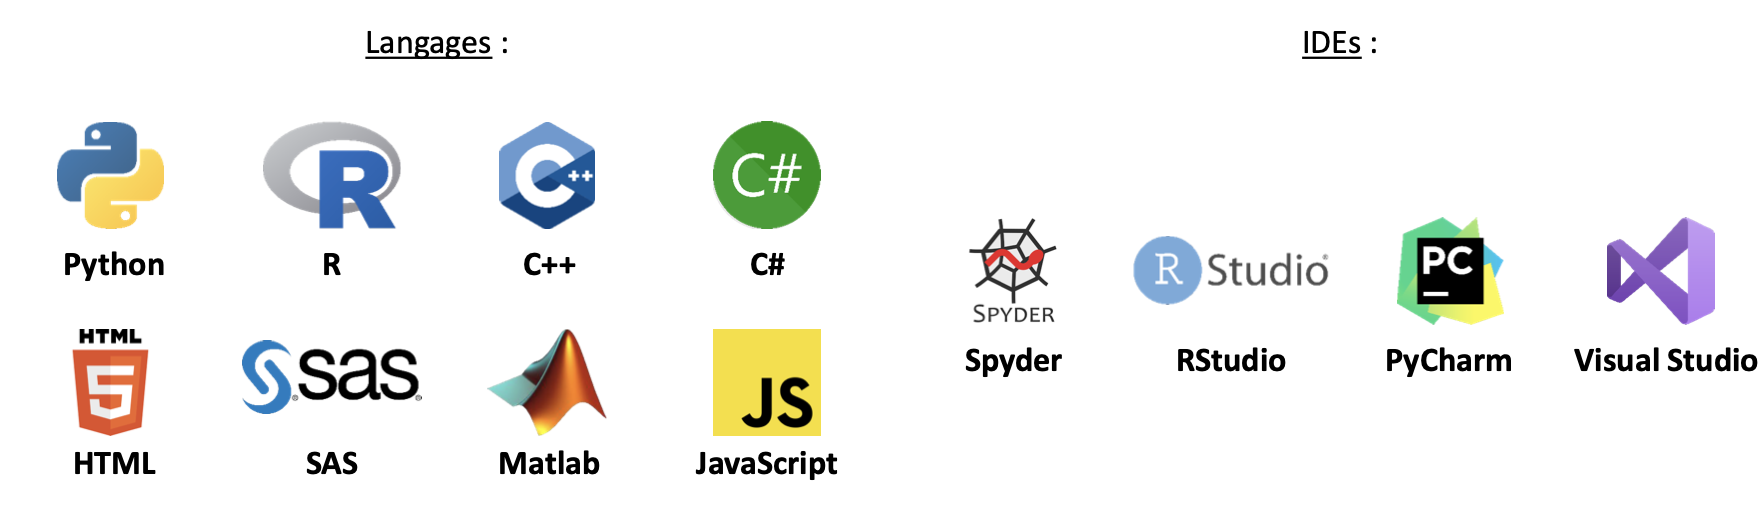 Langages :
IDEs :
C++
C#
R
Python
R
C++
C#
R Studio
PC
SPYDER
Spyder
RStudio
PyCharm
Visual Studio
HTML
5
sas
JS
HTML
SAS
Matlab
JavaScript